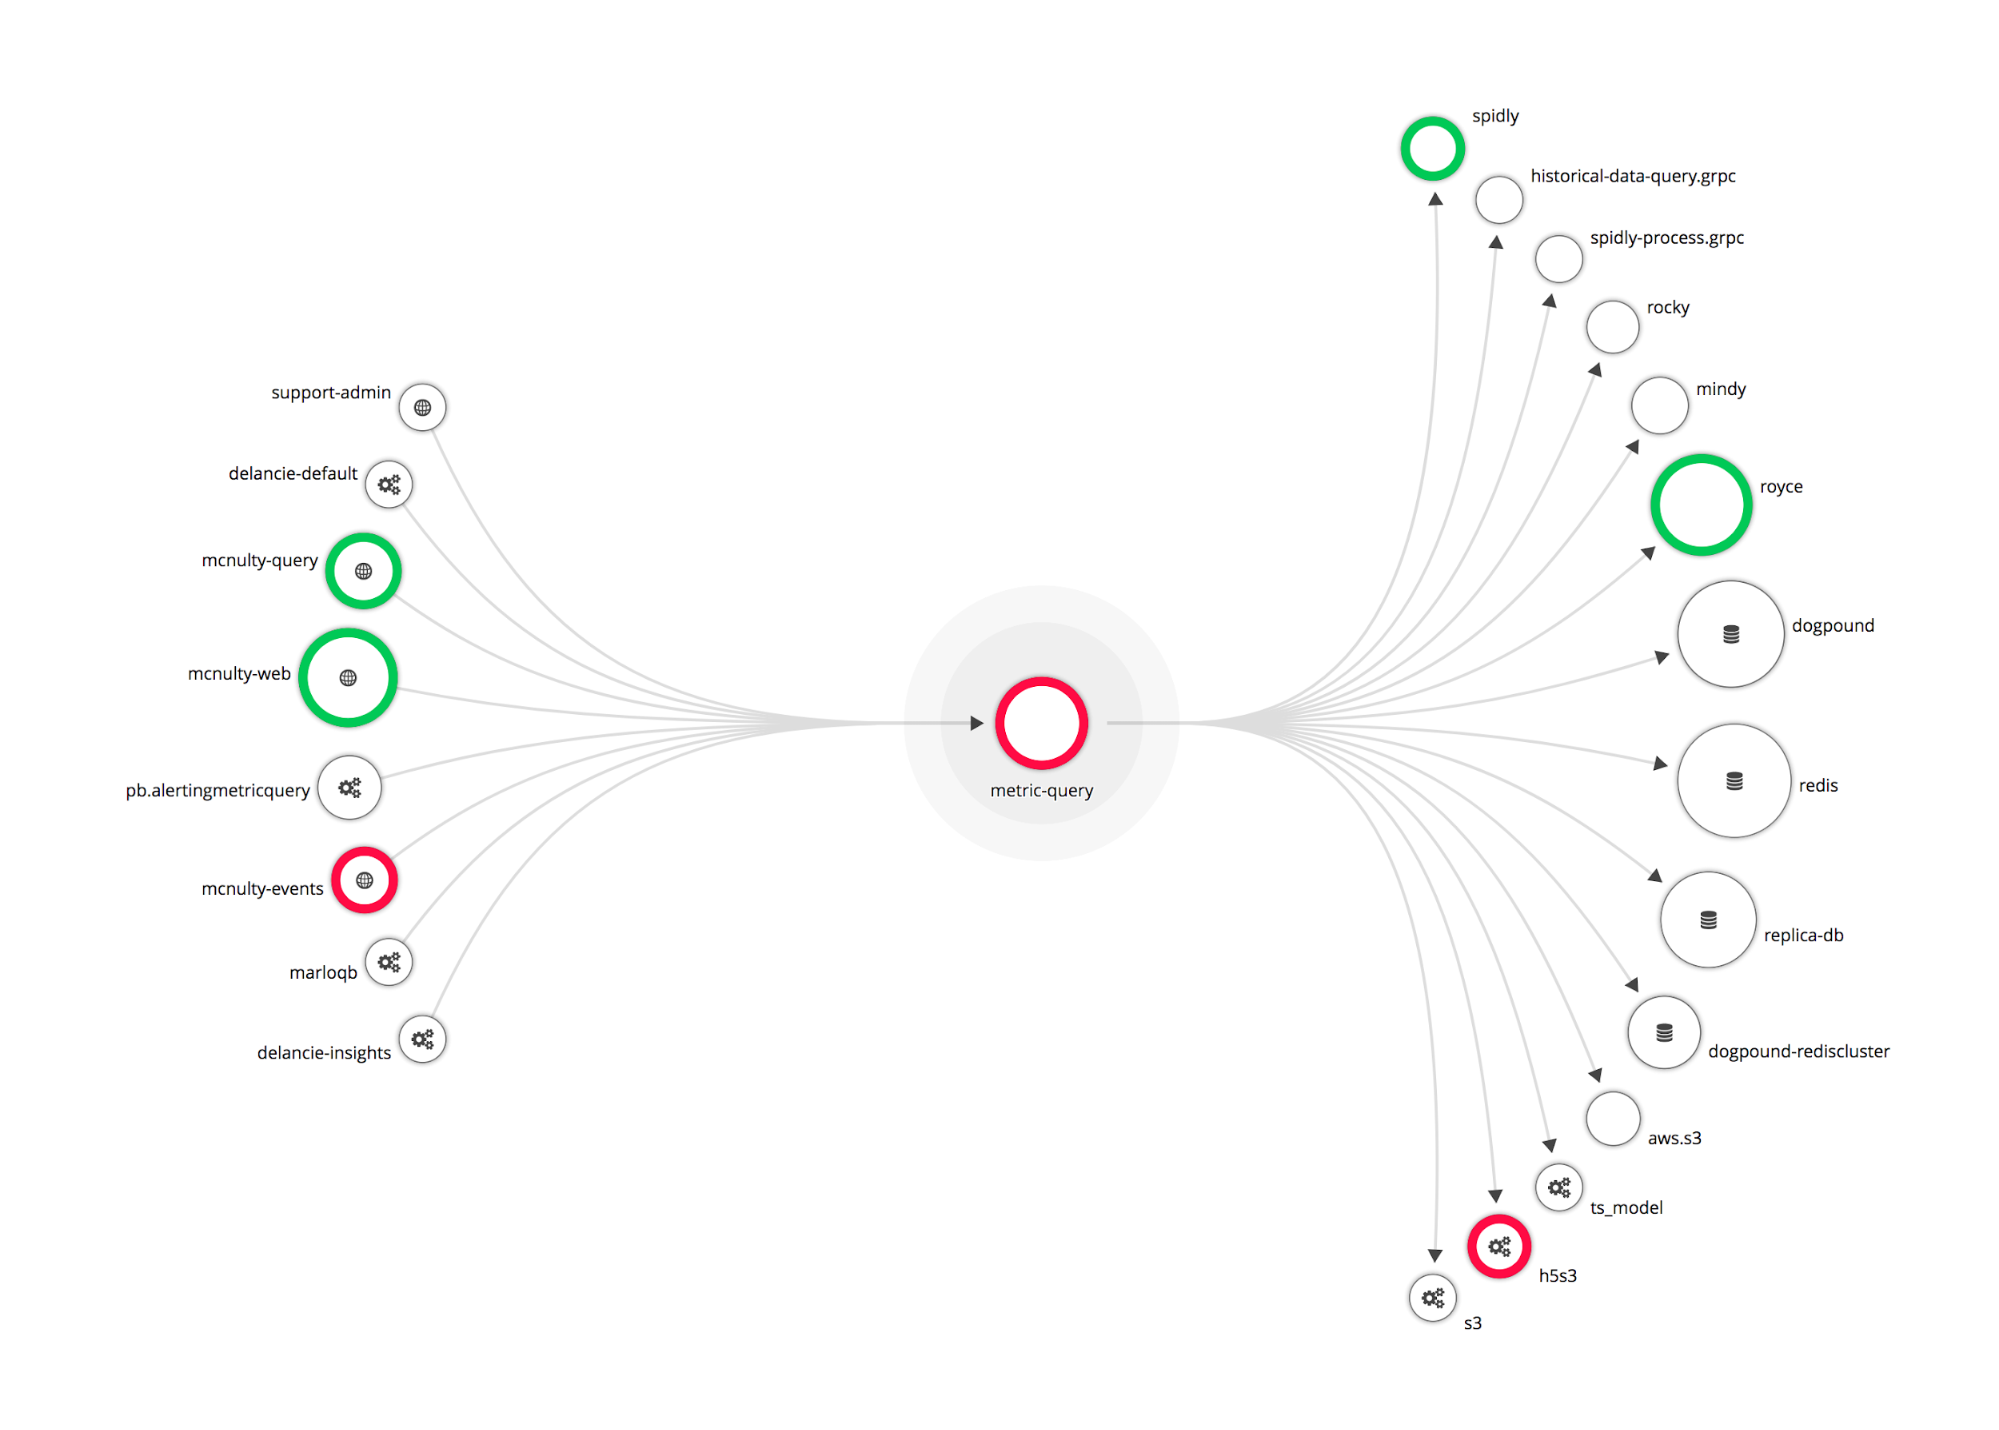 support-admin
delancie-default
mcnulty-query
mcnulty-web
pb.alertingmetricquery
mcnulty-events
marloqb
delancie-insights
metric-query
spidly
historical-data-query.grpc
spidly-process.grpc
rocky
mindy
royce
dogpound
redis
replica-db
dogpound-rediscluster
aws.s3
ts_model
h5s3
s3